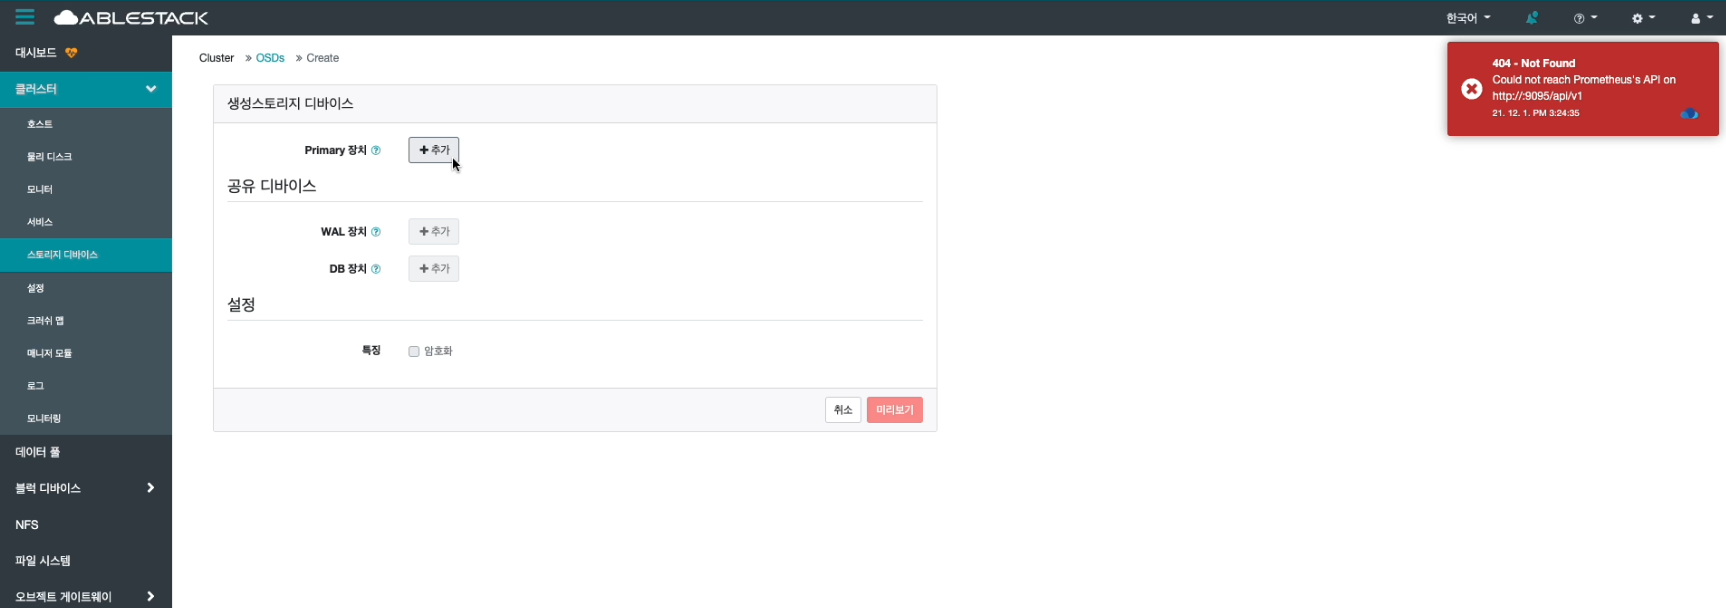 ABLESTACK
한국어
404 - Not Found
Could not reach Prometheus's API on
http://:9095/api/v1
21. 12. 1. PM 3:24:35
대시보드
클러스터
호스트
물리 디스크
모니터
서비스
스토리지 디바이스
설정
크러쉬 맵
매니저 모듈
로그
모니터링
데이터 풀
블럭 디바이스
NFS
파일 시스템
오브젝트 게이트웨이
Cluster » OSDs » Create
생성스토리지 디바이스
Primary 장치 추가
공유 디바이스
WAL 장치 추가
DB 장치 추가
설정
특징 암호화
취소 미리보기